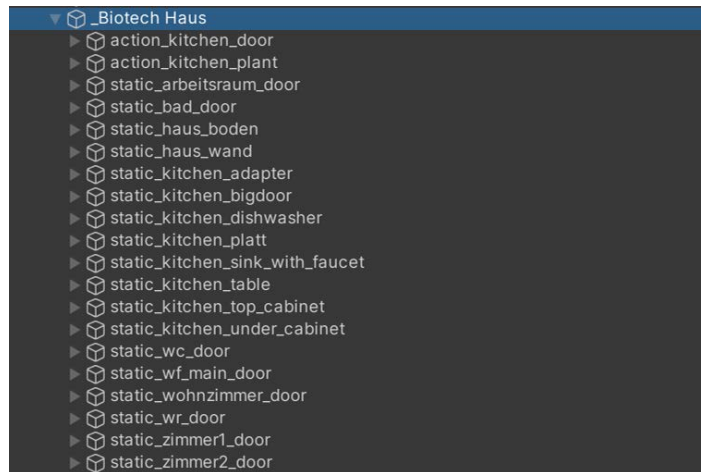 _Biotech Haus
action_kitchen_door
action_kitchen_plant
static_arbeitsraum_door
static_bad_door
static_haus_boden
static_haus_wand
static_kitchen_adapter
static_kitchen_bigdoor
static_kitchen_dishwasher
static_kitchen_platt
static_kitchen_sink_with_faucet
static_kitchen_table
static_kitchen_top_cabinet
static_kitchen_under_cabinet
static_wc_door
static_wf_main_door
static_wohnzimmer_door
static_wr_door
static_zimmer1_door
static_zimmer2_door